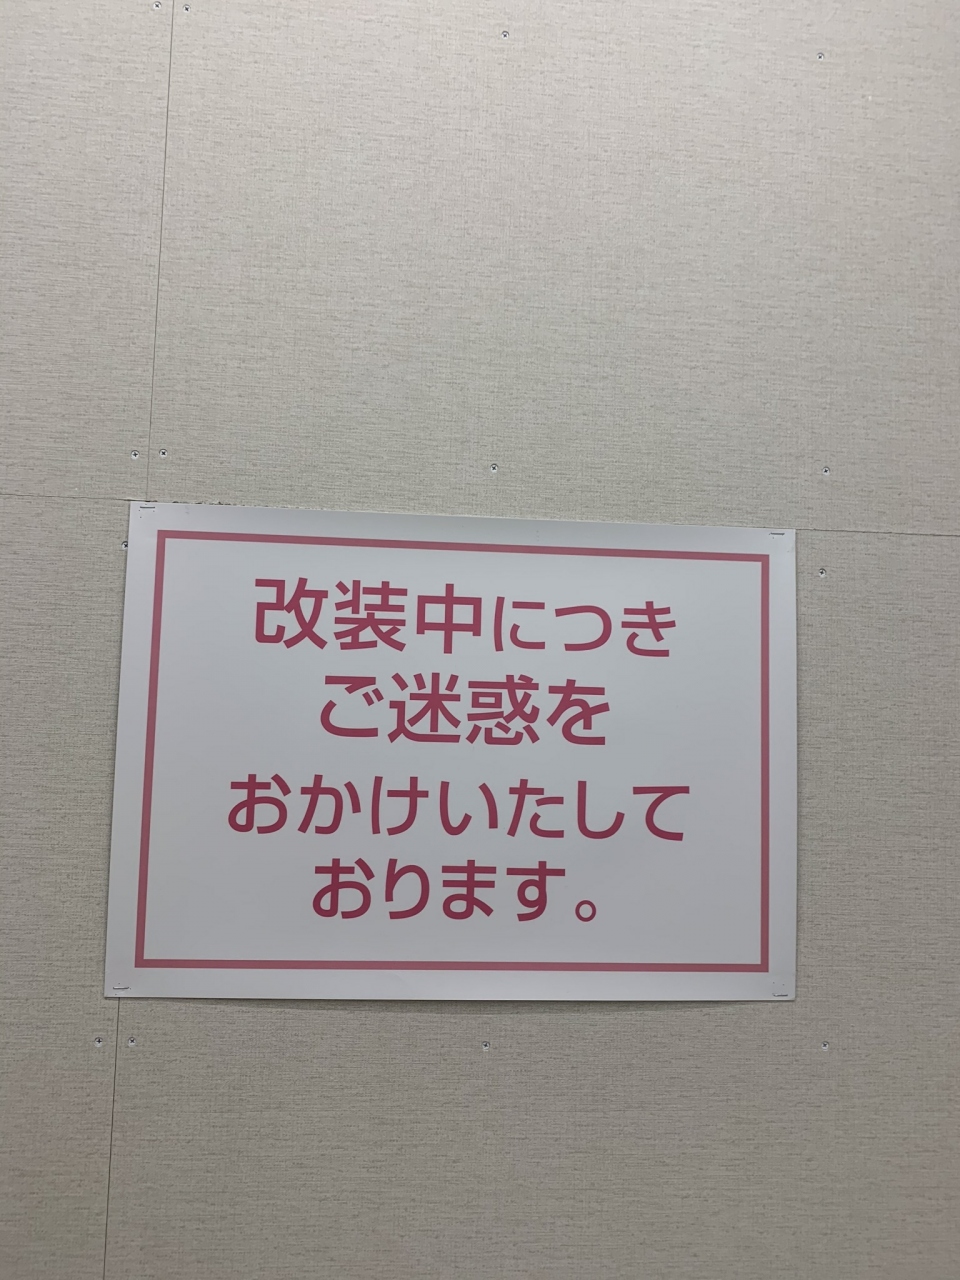 改装中につき
ご迷惑を
おかけいたして
おります。